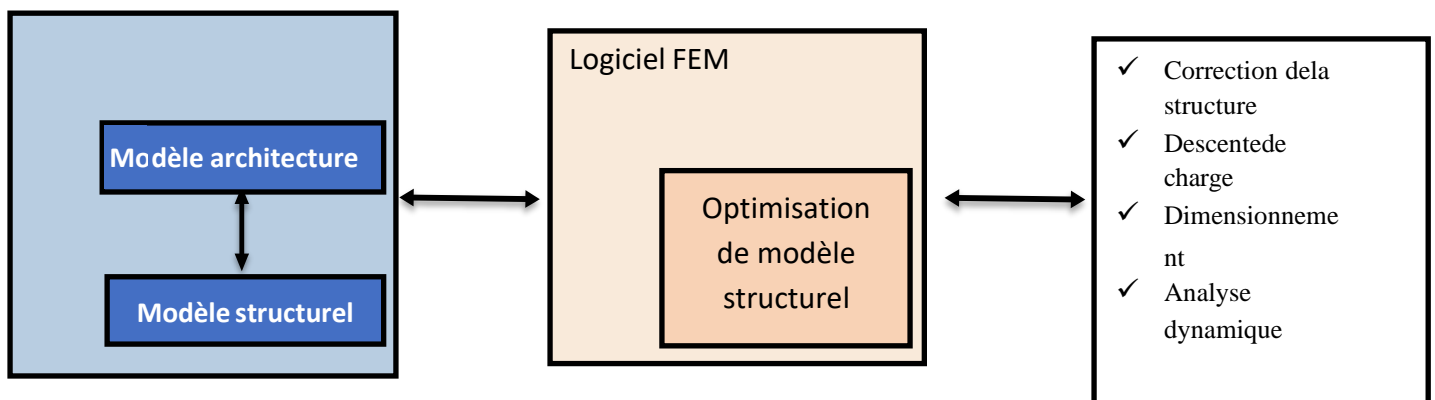 Modèle architecture
Modèle structurel
Logiciel FEM
Optimisation
de modèle
structurel
✓ Correction dela
structure
✓ Descentede
charge
✓ Dimensionneme
nt
✓ Analyse
dynamique